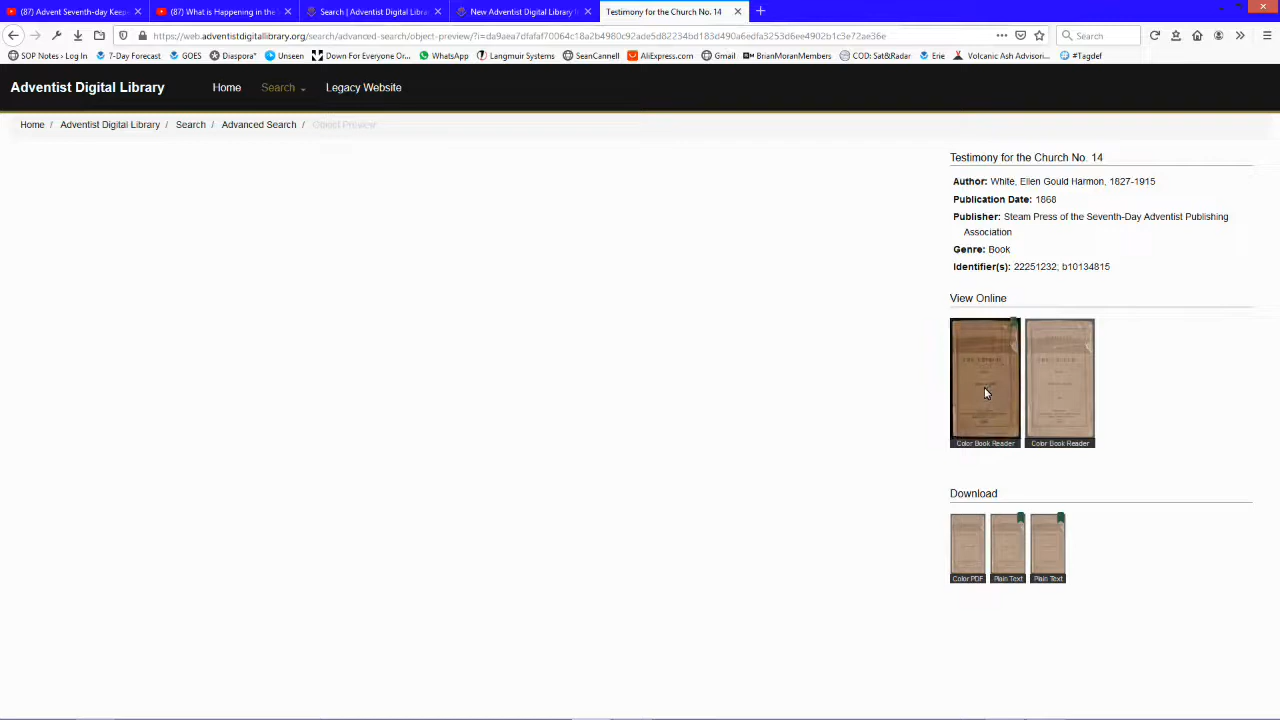 (87) Advent Seventh-day Keep
(87) What is Happening in the
Search | Adventist Digital Libra
New Adventist Digital Library I
Testimony for the Church No. 14
https://web.adventistdigitallibrary.org/search/advanced-search/object-preview/?i=da9aea7dfafaf70064c18a2b4980c92ade5d82234bd183d490a6edfa3253d6ee4902b1c3e72ae36e
Search
SOP Notes › Log In
7-Day Forecast
GOES
Diaspora*
Unseen
Down For Everyone Or...
WhatsApp
Langmuir Systems
SeanCannell
AliExpress.com
Gmail
BrianMoranMembers
COD: Sat&Radar
Erie
Volcanic Ash Advisori...
#Tagdef
Adventist Digital Library
Home
Search
Legacy Website
Home / Adventist Digital Library / Search / Advanced Search / Object Preview
Testimony for the Church No. 14
Author: White, Ellen Gould Harmon, 1827-1915
Publication Date: 1868
Publisher: Steam Press of the Seventh-Day Adventist Publishing
Association
Genre: Book
Identifier(s): 22251232; b10134815
View Online
Color Book Reader
Color Book Reader
Download
Color PDF
Plain Text
Plain Text